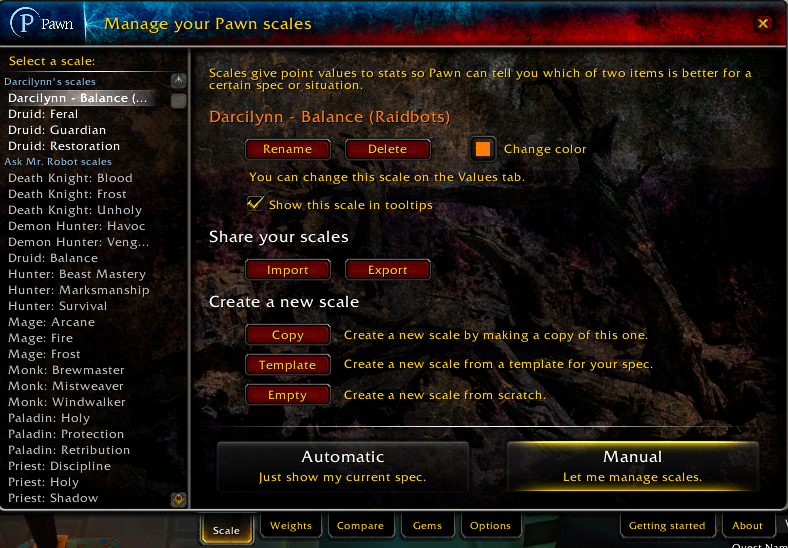 P Pawn
Manage your Pawn scales
Select a scale:
Darcilynn's scales
Darcilynn - Balance (...
Druid: Feral
Druid: Guardian
Druid: Restoration
Ask Mr. Robot scales
Death Knight: Blood
Death Knight: Frost
Death Knight: Unholy
Demon Hunter: Havoc
Demon Hunter: Veng...
Druid: Balance
Hunter: Beast Mastery
Hunter: Marksmanship
Hunter: Survival
Mage: Arcane
Mage: Fire
Mage: Frost
Monk: Brewmaster
Monk: Mistweaver
Monk: Windwalker
Paladin: Holy
Paladin: Protection
Paladin: Retribution
Priest: Discipline
Priest: Holy
Priest: Shadow
Scales give point values to stats so Pawn can tell you which of two items is better for a
certain spec or situation.
Darcilynn - Balance (Raidbots)
Rename Delete Change color
You can change this scale on the Values tab.
Show this scale in tooltips
Share your scales
Import Export
Create a new scale
Copy Create a new scale by making a copy of this one.
Template Create a new scale from a template for your spec.
Empty Create a new scale from scratch.
Automatic
Just show my current spec.
Manual
Let me manage scales.
Scale Weights Compare Gems Options Getting started About